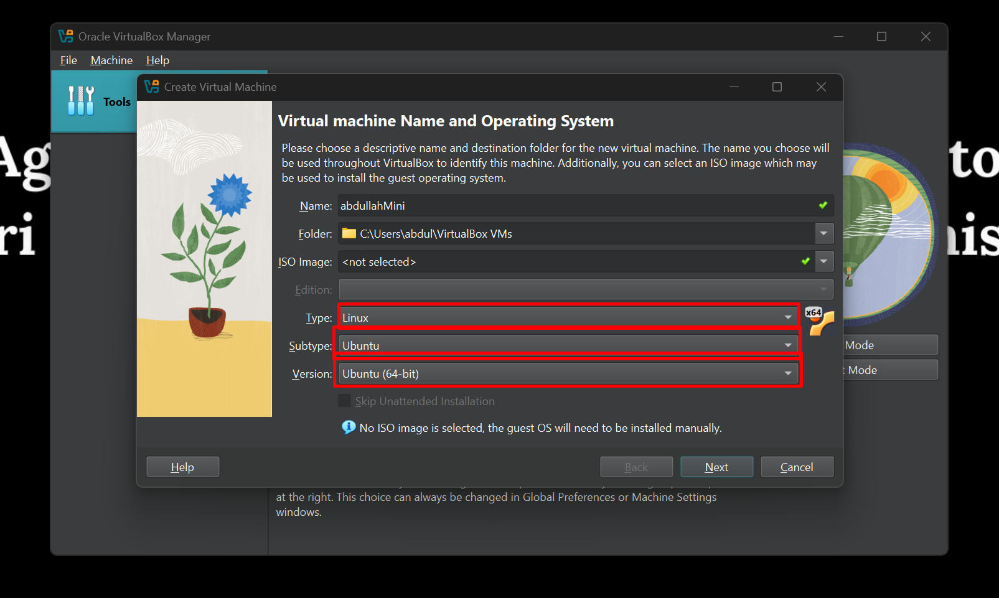 Oracle VirtualBox Manager
File Machine Help
Tools
Create Virtual Machine
Virtual machine Name and Operating System
Please choose a descriptive name and destination folder for the new virtual machine. The name you choose will
be used throughout VirtualBox to identify this machine. Additionally, you can select an ISO image which may
be used to install the guest operating system.
Name: abdullahMini
Folder: C:\Users\abdul\VirtualBox VMs
ISO Image: <not selected>
Edition:
Type: Linux
x64
Subtype: Ubuntu
Version: Ubuntu (64-bit)
Skip Unattended Installation
No ISO image is selected, the guest OS will need to be installed manually.
Help Back Next Cancel
Mode
t Mode
at the right. This choice can always be changed in Global Preferences or Machine Settings
windows.
Ag
to
ri
nis